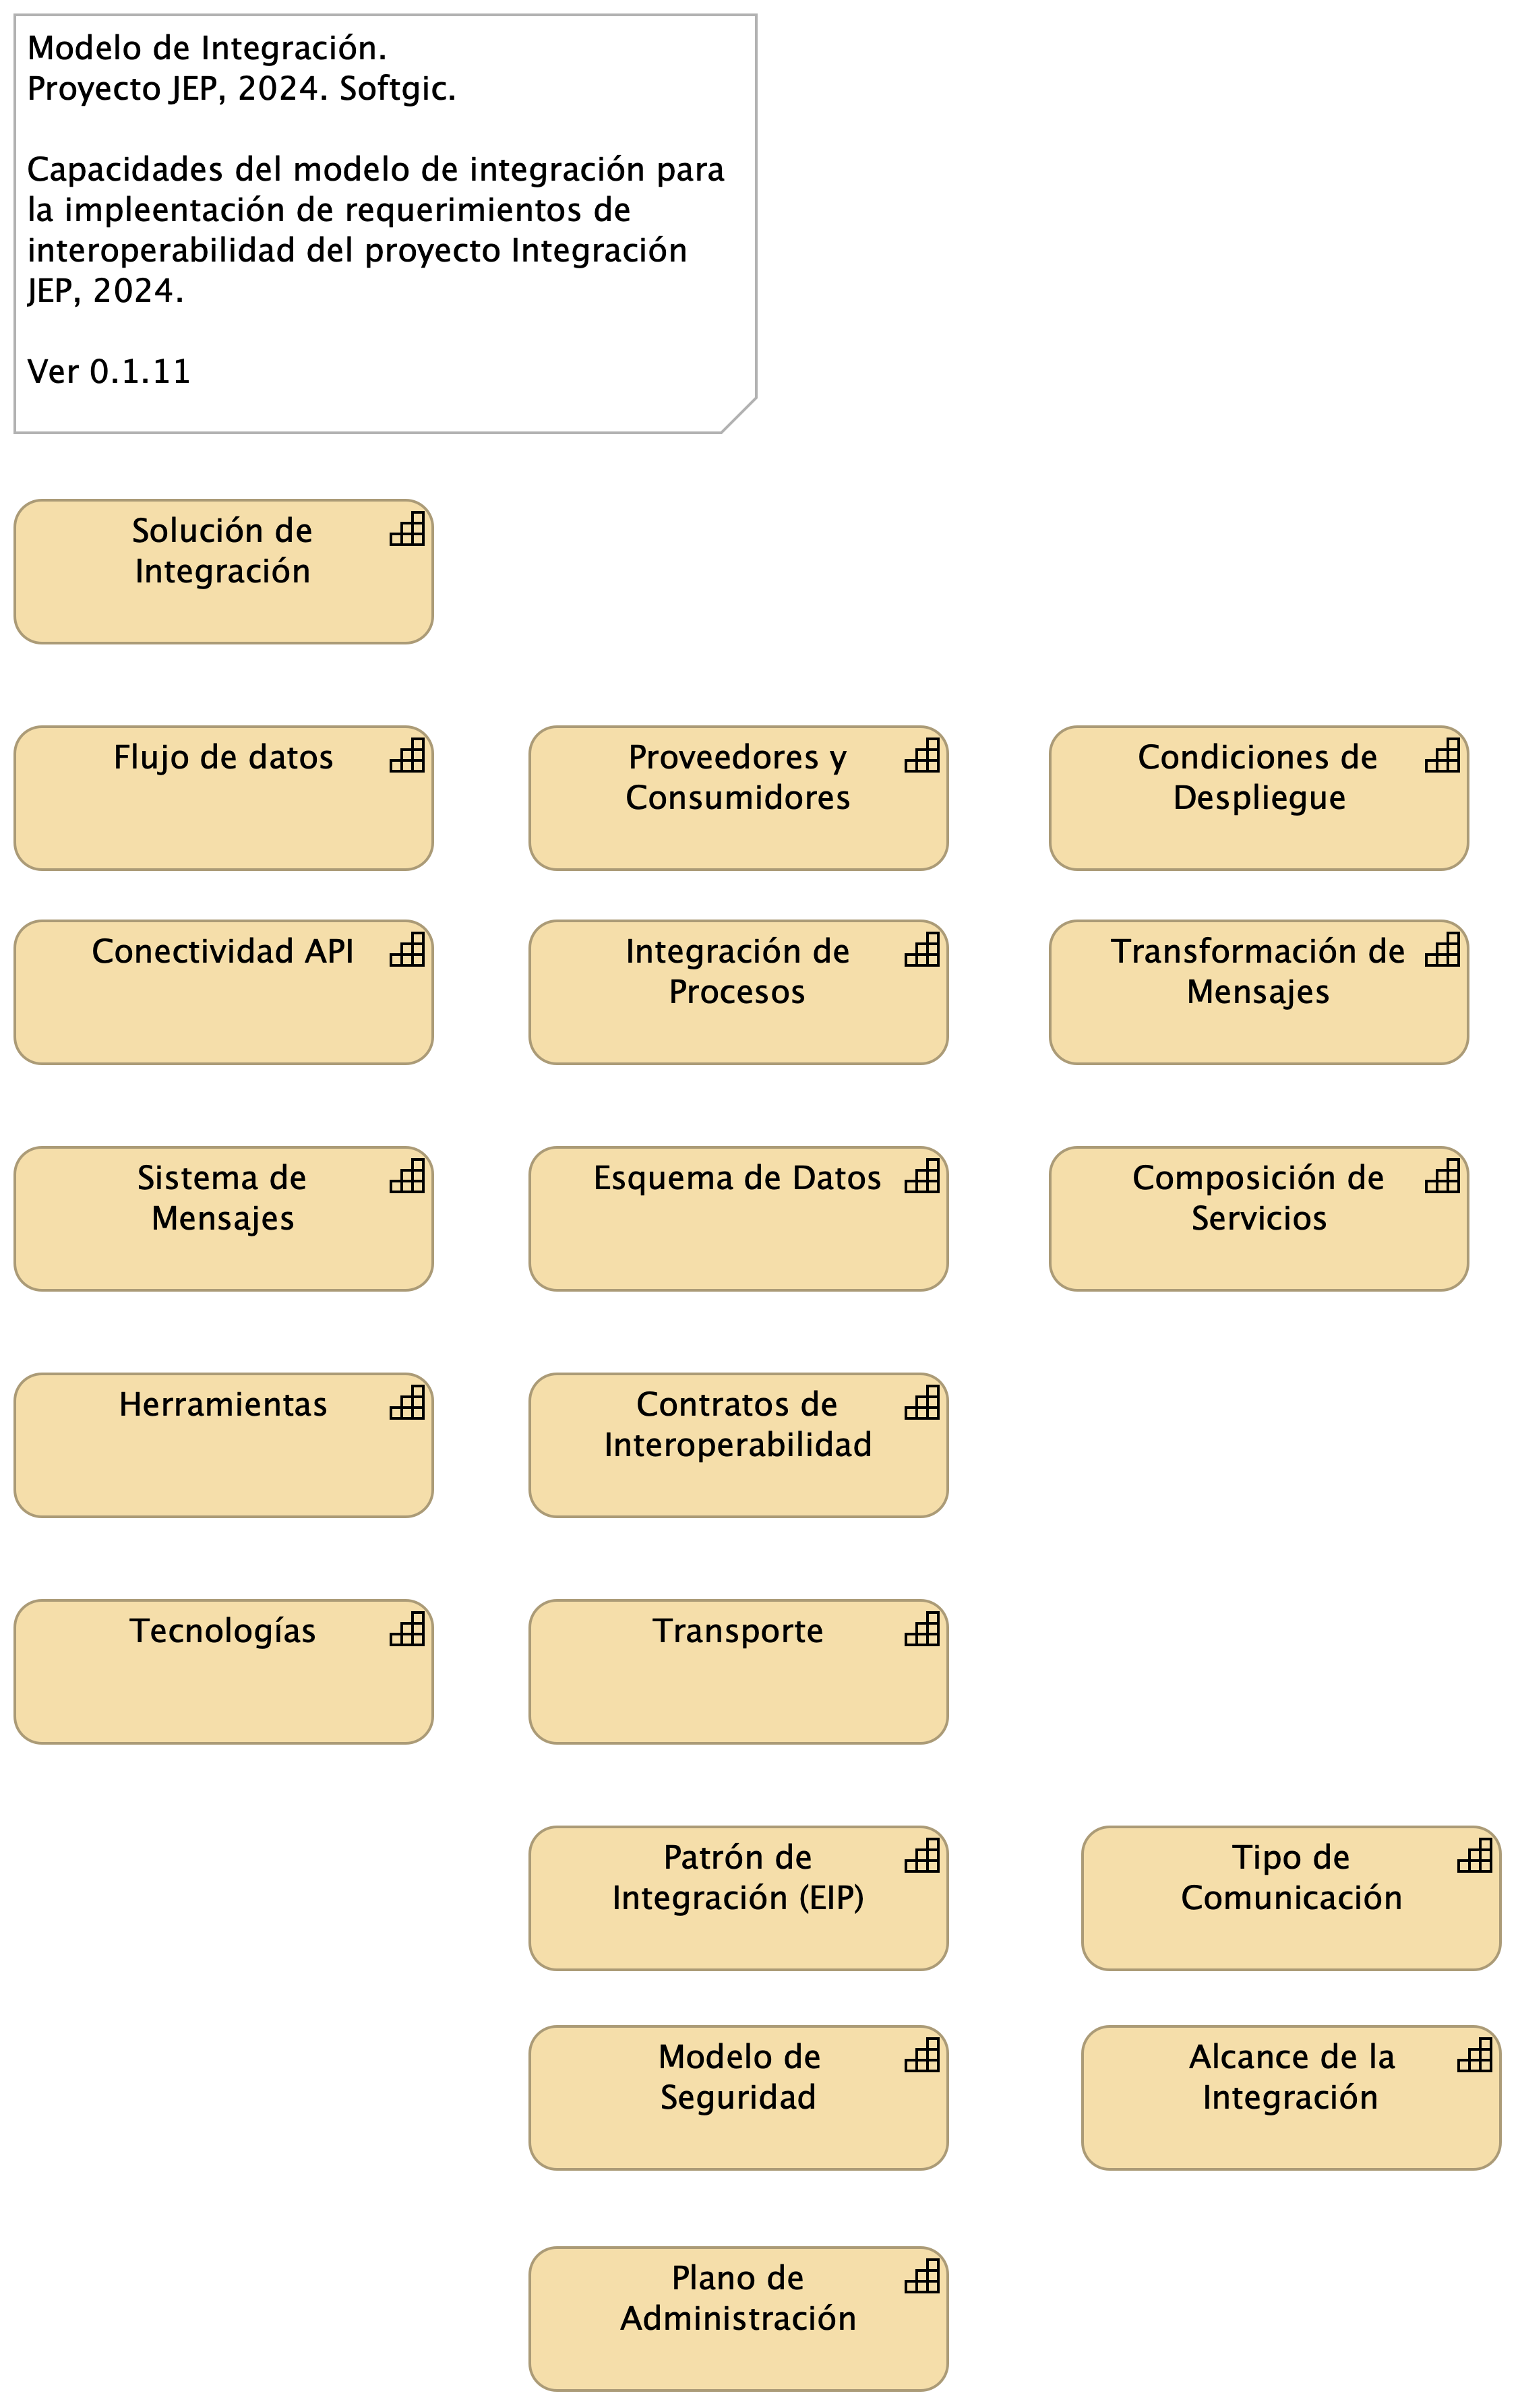 Modelo de Integración.
Proyecto JEP, 2024. Softgic.
Capacidades del modelo de integración para
la impleentación de requerimientos de
interoperabilidad del proyecto Integración
JEP, 2024.
Ver 0.1.11
Solución de
Integración
Flujo de datos
Proveedores y
Consumidores
Condiciones de
Despliegue
Conectividad API
Integración de
Procesos
Transformación de
Mensajes
Sistema de
Mensajes
Esquema de Datos
Composición de
Servicios
Herramientas
Contratos de
Interoperabilidad
Tecnologías
Transporte
Patrón de
Integración (EIP)
Tipo de
Comunicación
Modelo de
Seguridad
Alcance de la
Integración
Plano de
Administración